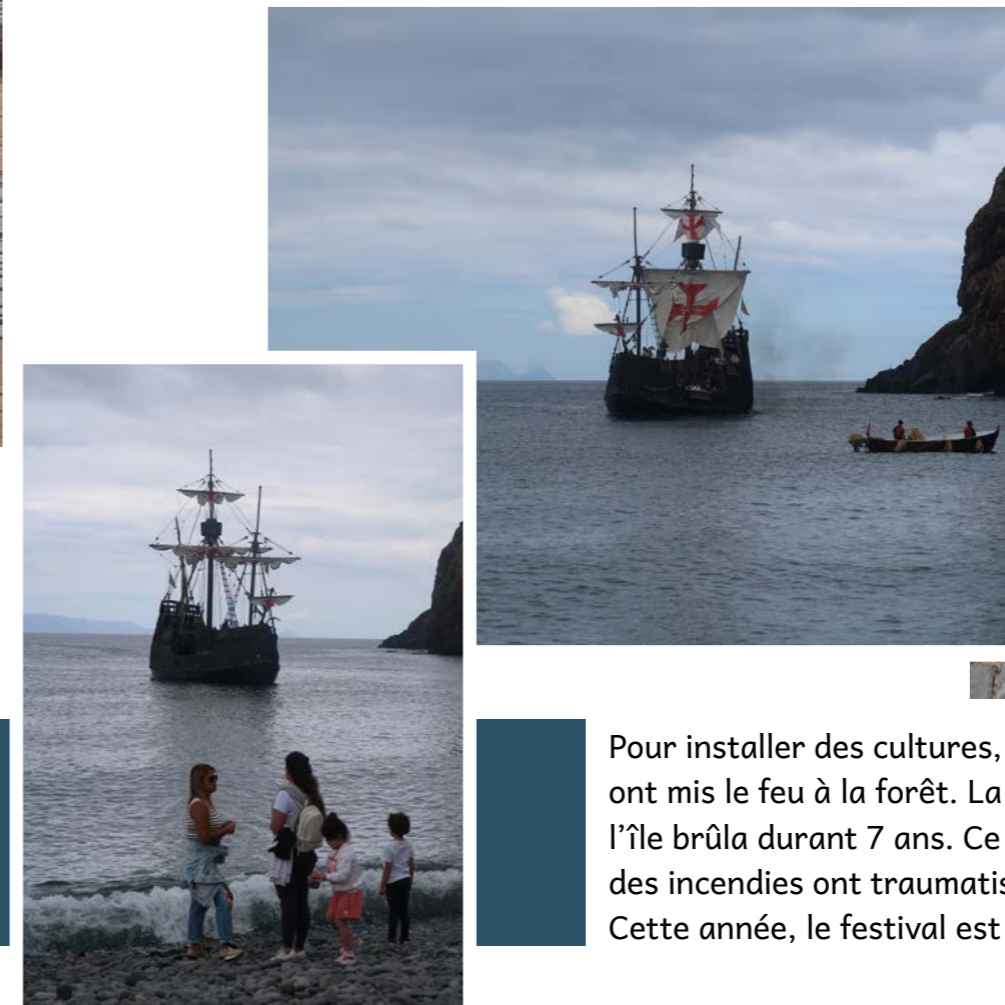 Pour installer des cultures,
ont mis le feu à la forêt. La
l’île brûla durant 7 ans. Ce
des incendies ont
Cette année, le festival est